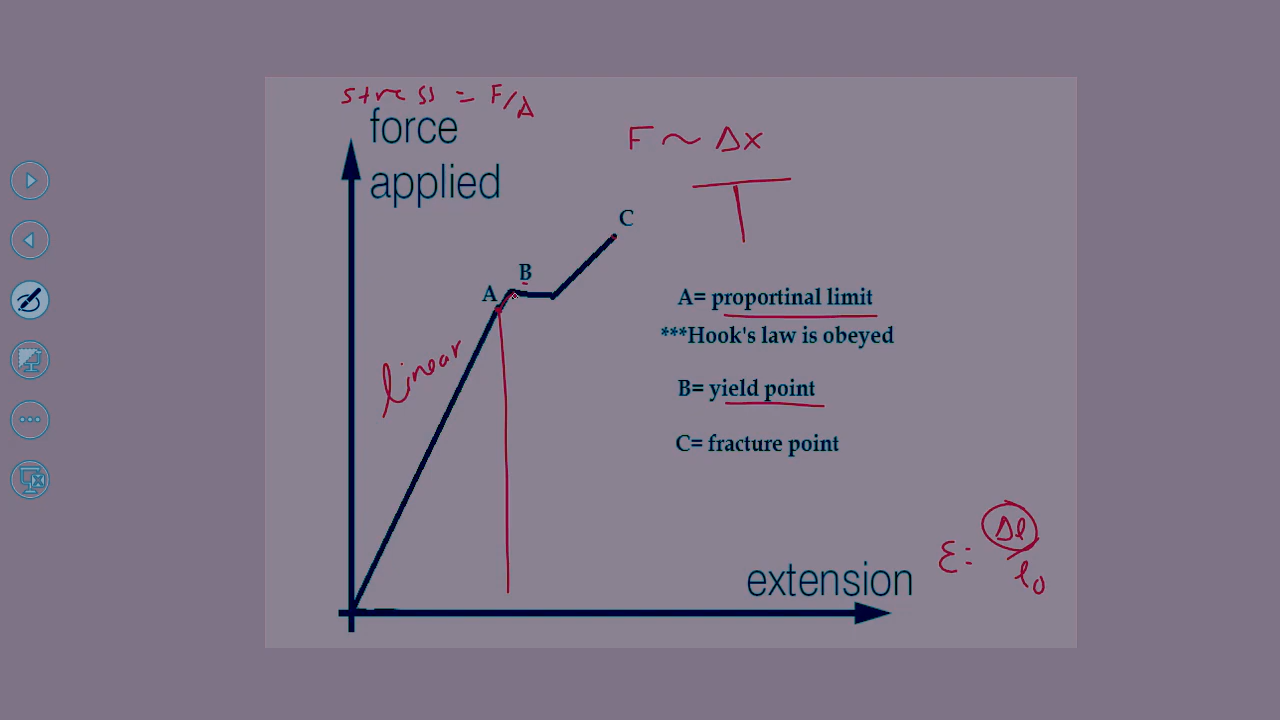 stress = F/A
force
applied
F ~ Δx
C
B
A
linear
A= proportinal limit
***Hook's law is obeyed
B= yield point
C= fracture point
ε = Δl/l0
extension